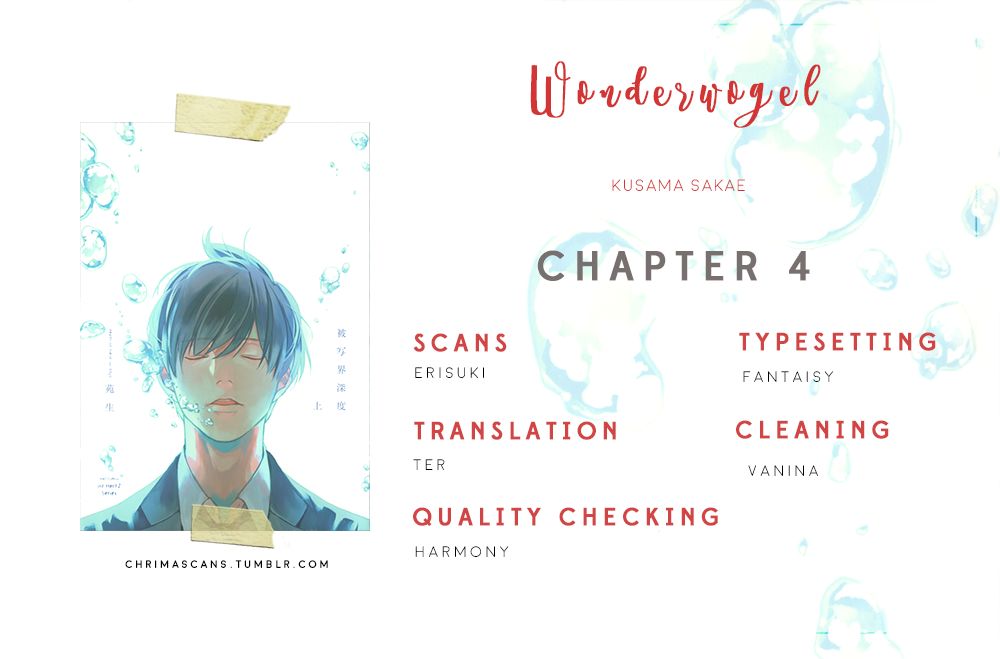 Wonderwogel
KUSAMA SAKAE
CHAPTER 4
SCANS
ERISUKI
TYPESETTING
FANTAISY
TRANSLATION
TER
CLEANING
VANINA
QUALITY CHECKING
HARMONY
被写界深度
上
苑生
CHRIMASCANS.TUMBLR.COM